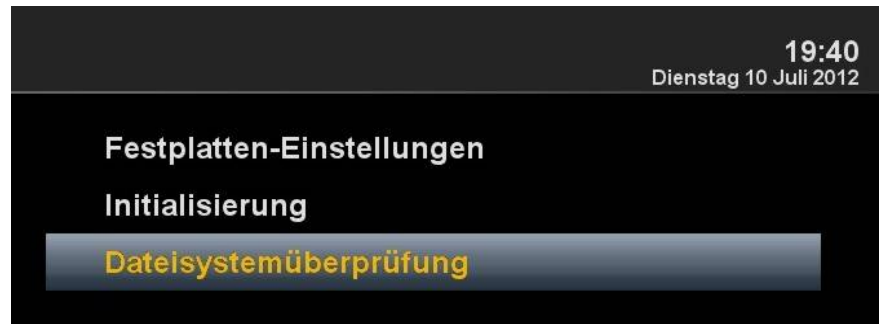 19:40
Dienstag 10 Juli 2012
Festplatten-Einstellungen
Initialisierung
Dateisystemüberprüfung